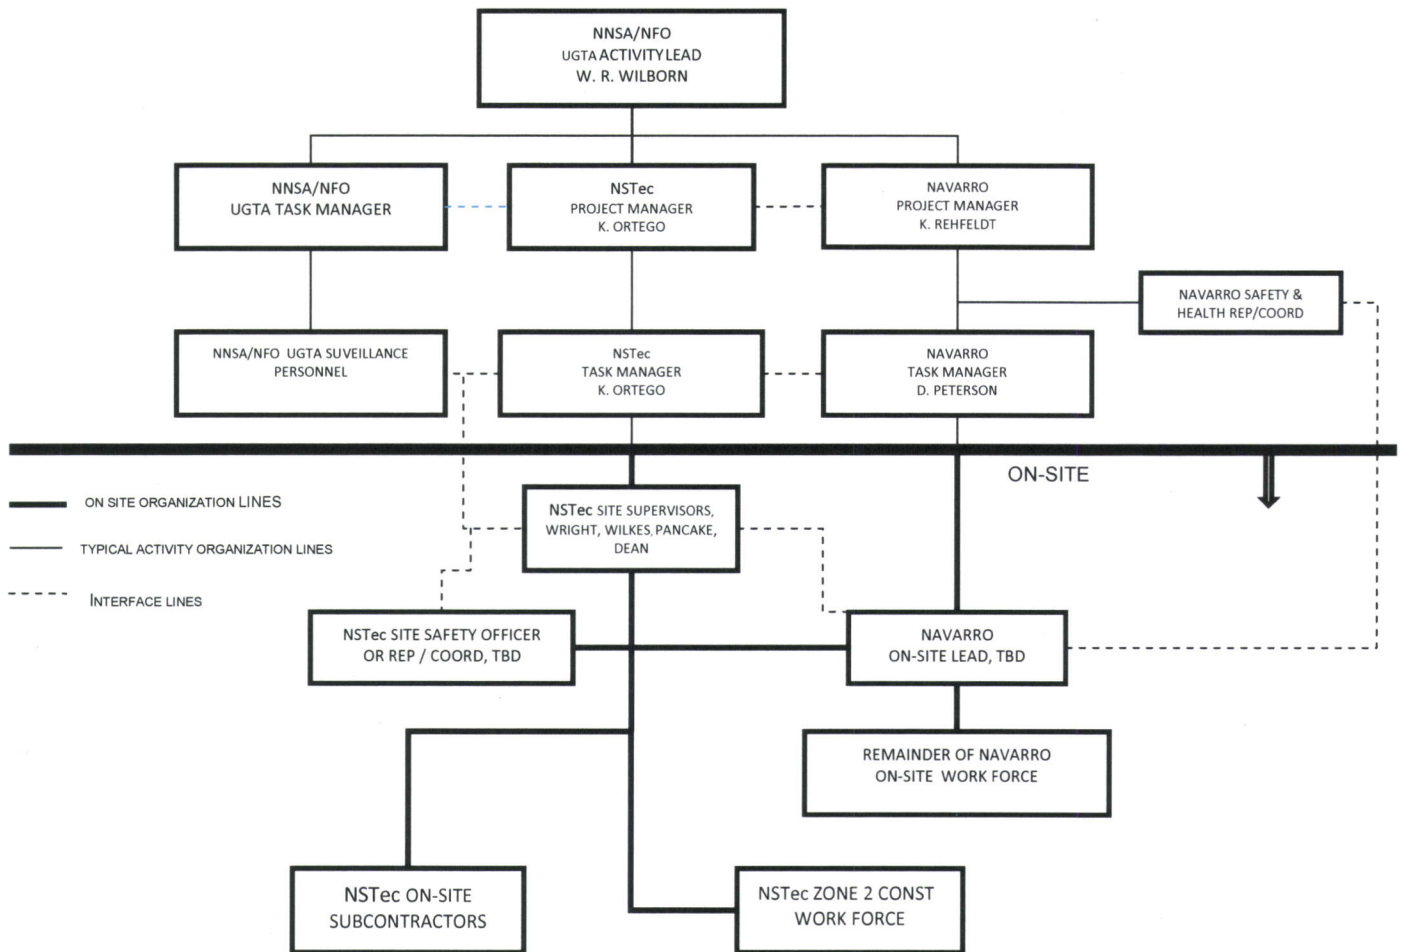 NNSA/NFO
UGTA ACTIVITY LEAD
W. R. WILBORN
NNSA/NFO
UGTA TASK MANAGER
NSTec
PROJECT MANAGER
K. ORTEGO
NAVARRO
PROJECT MANAGER
K. REHFELDT
NAVARRO SAFETY &
HEALTH REP/COORD
NNSA/NFO UGTA SUVEILLANCE
PERSONNEL
NSTec
TASK MANAGER
K. ORTEGO
NAVARRO
TASK MANAGER
D. PETERSON
ON-SITE
ON SITE ORGANIZATION LINES
TYPICAL ACTIVITY ORGANIZATION LINES
INTERFACE LINES
NSTec SITE SUPERVISORS,
WRIGHT, WILKES, PANCAKE,
DEAN
NSTec SITE SAFETY OFFICER
OR REP / COORD, TBD
NAVARRO
ON-SITE LEAD, TBD
REMAINDER OF NAVARRO
ON-SITE WORK FORCE
NSTec ON-SITE
SUBCONTRACTORS
NSTec ZONE 2 CONST
WORK FORCE